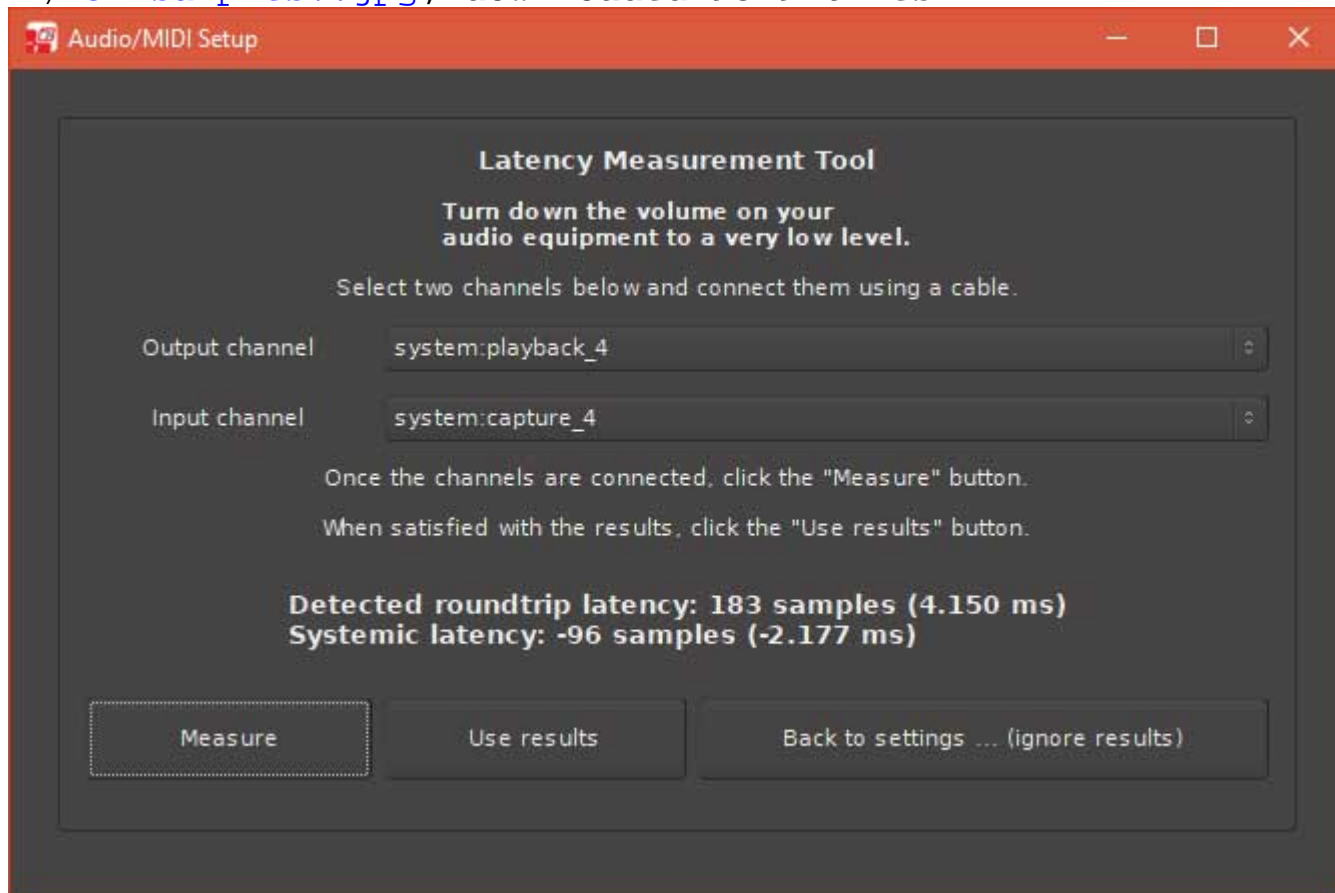 Audio/MIDI Setup
Latency Measurement Tool
Turn down the volume on your
audio equipment to a very low level.
Select two channels below and connect them using a cable.
Output channel system:playback_4
Input channel system:capture_4
Once the channels are connected, click the "Measure" button.
When satisfied with the results, click the "Use results" button.
Detected roundtrip latency: 183 samples (4.150 ms)
Systemic latency: -96 samples (-2.177 ms)
Measure Use results Back to settings ... (ignore results)